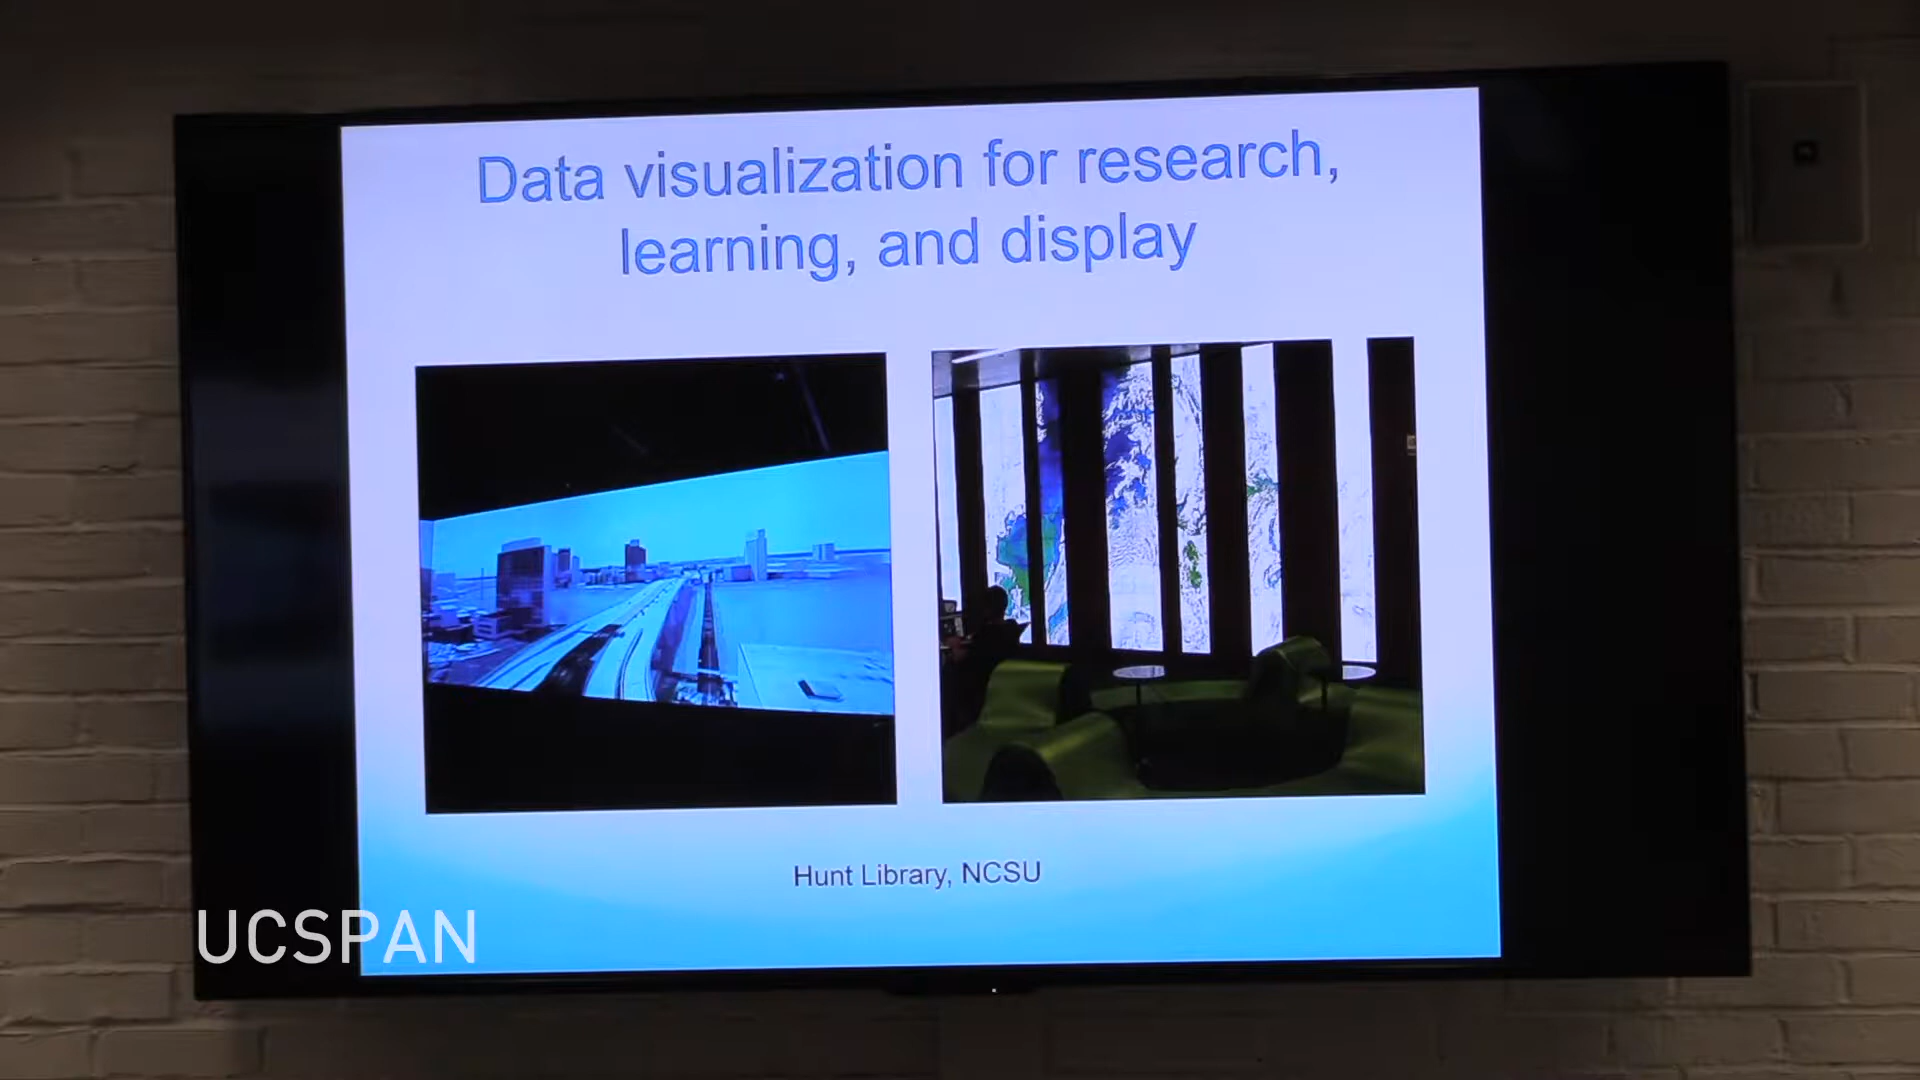 Data visualization for research,
learning, and display
Hunt Library, NCSU
UCSPAN